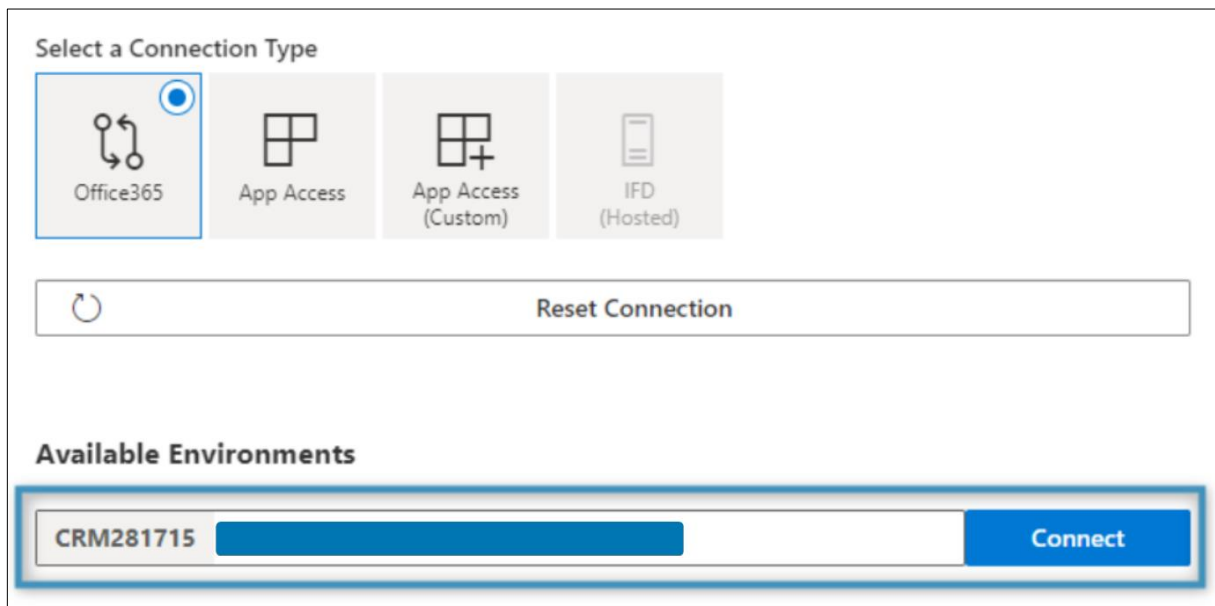 Select a Connection Type
Office365
App Access
App Access
(Custom)
IFD
(Hosted)
Reset Connection
Available Environments
CRM281715
Connect